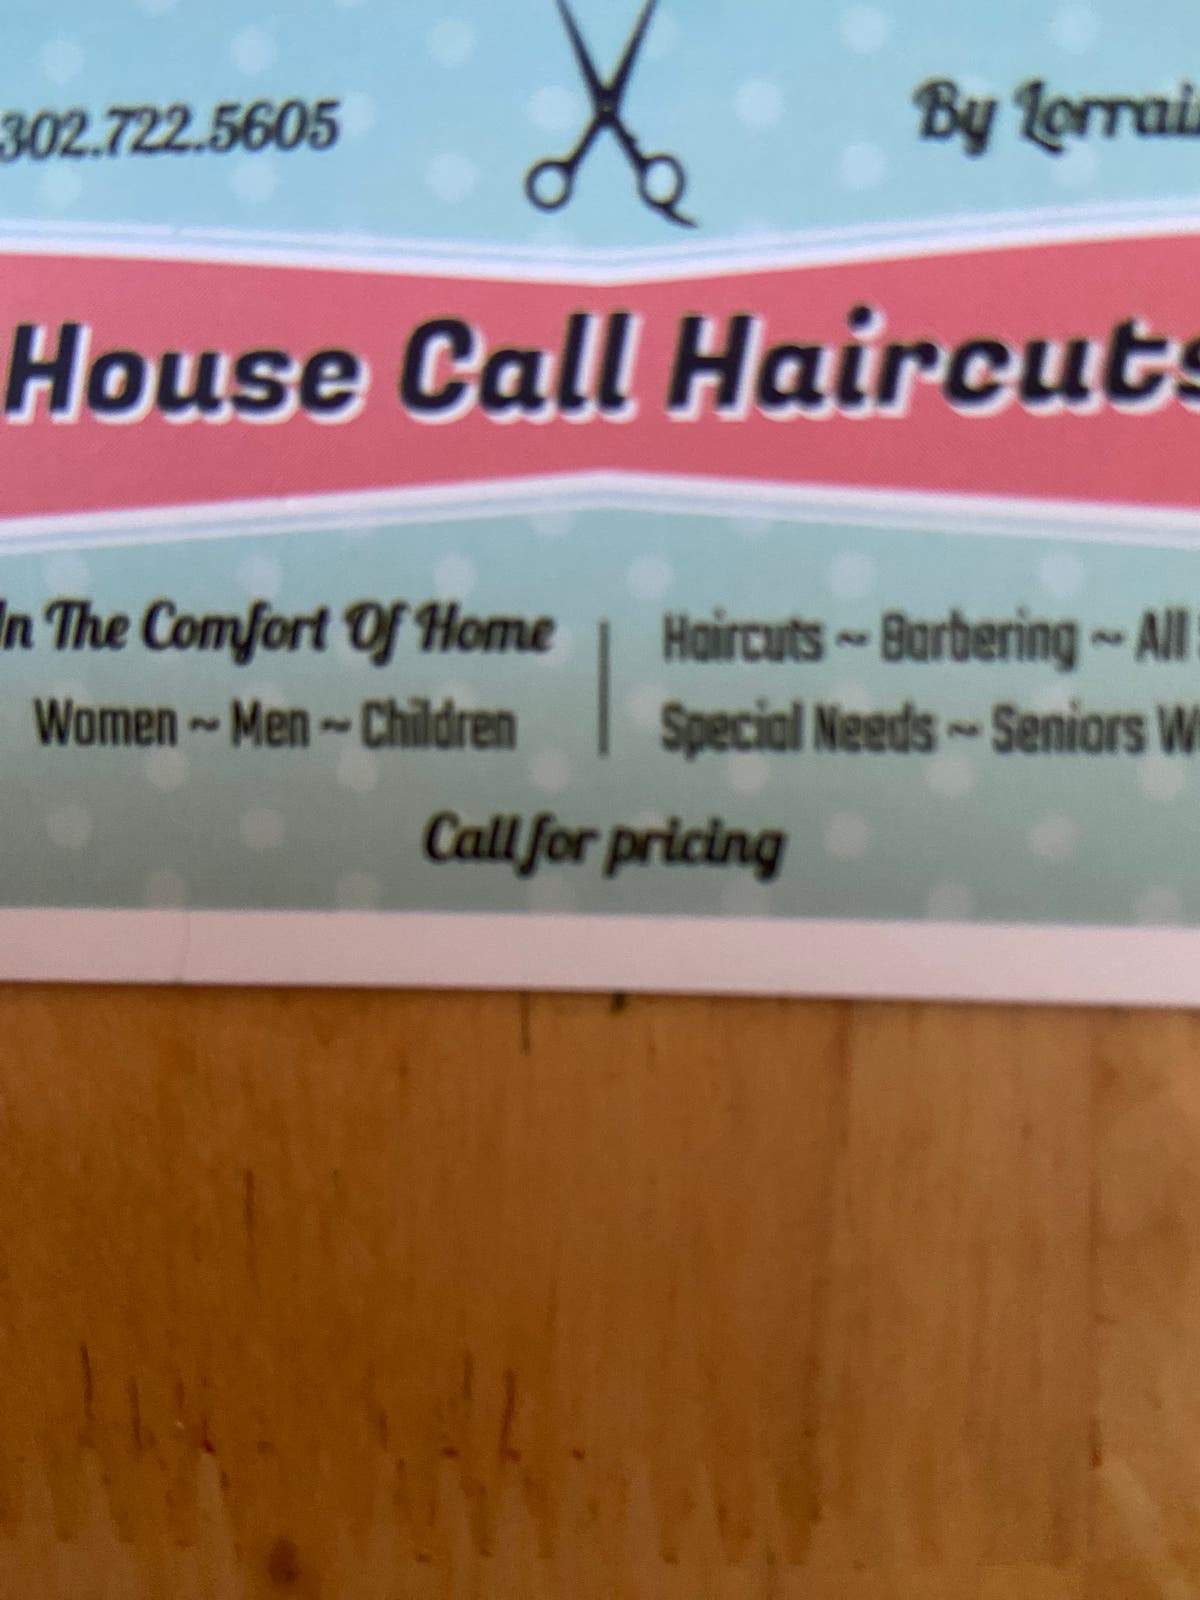 302.722.5605
By Lorrai
House Call Haircuts
In The Comfort Of Home
Women ~ Men ~ Children
Haircuts ~ Barbering ~ All
Special Needs ~ Seniors W
Call for pricing